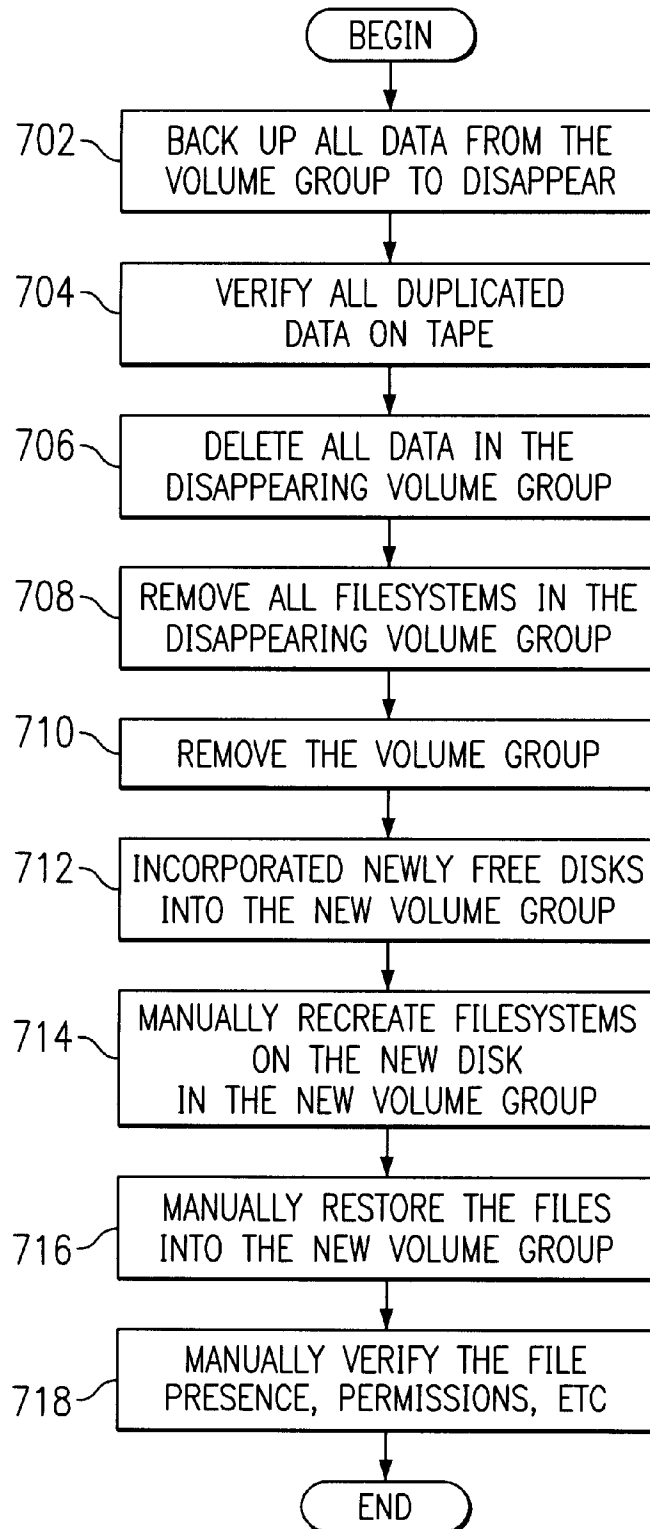 BEGIN
702
BACK UP ALL DATA FROM THE
VOLUME GROUP TO DISAPPEAR
704
VERIFY ALL DUPLICATED
DATA ON TAPE
706
DELETE ALL DATA IN THE
DISAPPEARING VOLUME GROUP
708
REMOVE ALL FILESYSTEMS IN THE
DISAPPEARING VOLUME GROUP
710
REMOVE THE VOLUME GROUP
712
INCORPORATED NEWLY FREE DISKS
INTO THE NEW VOLUME GROUP
714
MANUALLY RECREATE FILESYSTEMS
ON THE NEW DISK
IN THE NEW VOLUME GROUP
716
MANUALLY RESTORE THE FILES
INTO THE NEW VOLUME GROUP
718
MANUALLY VERIFY THE FILE
PRESENCE, PERMISSIONS, ETC
END